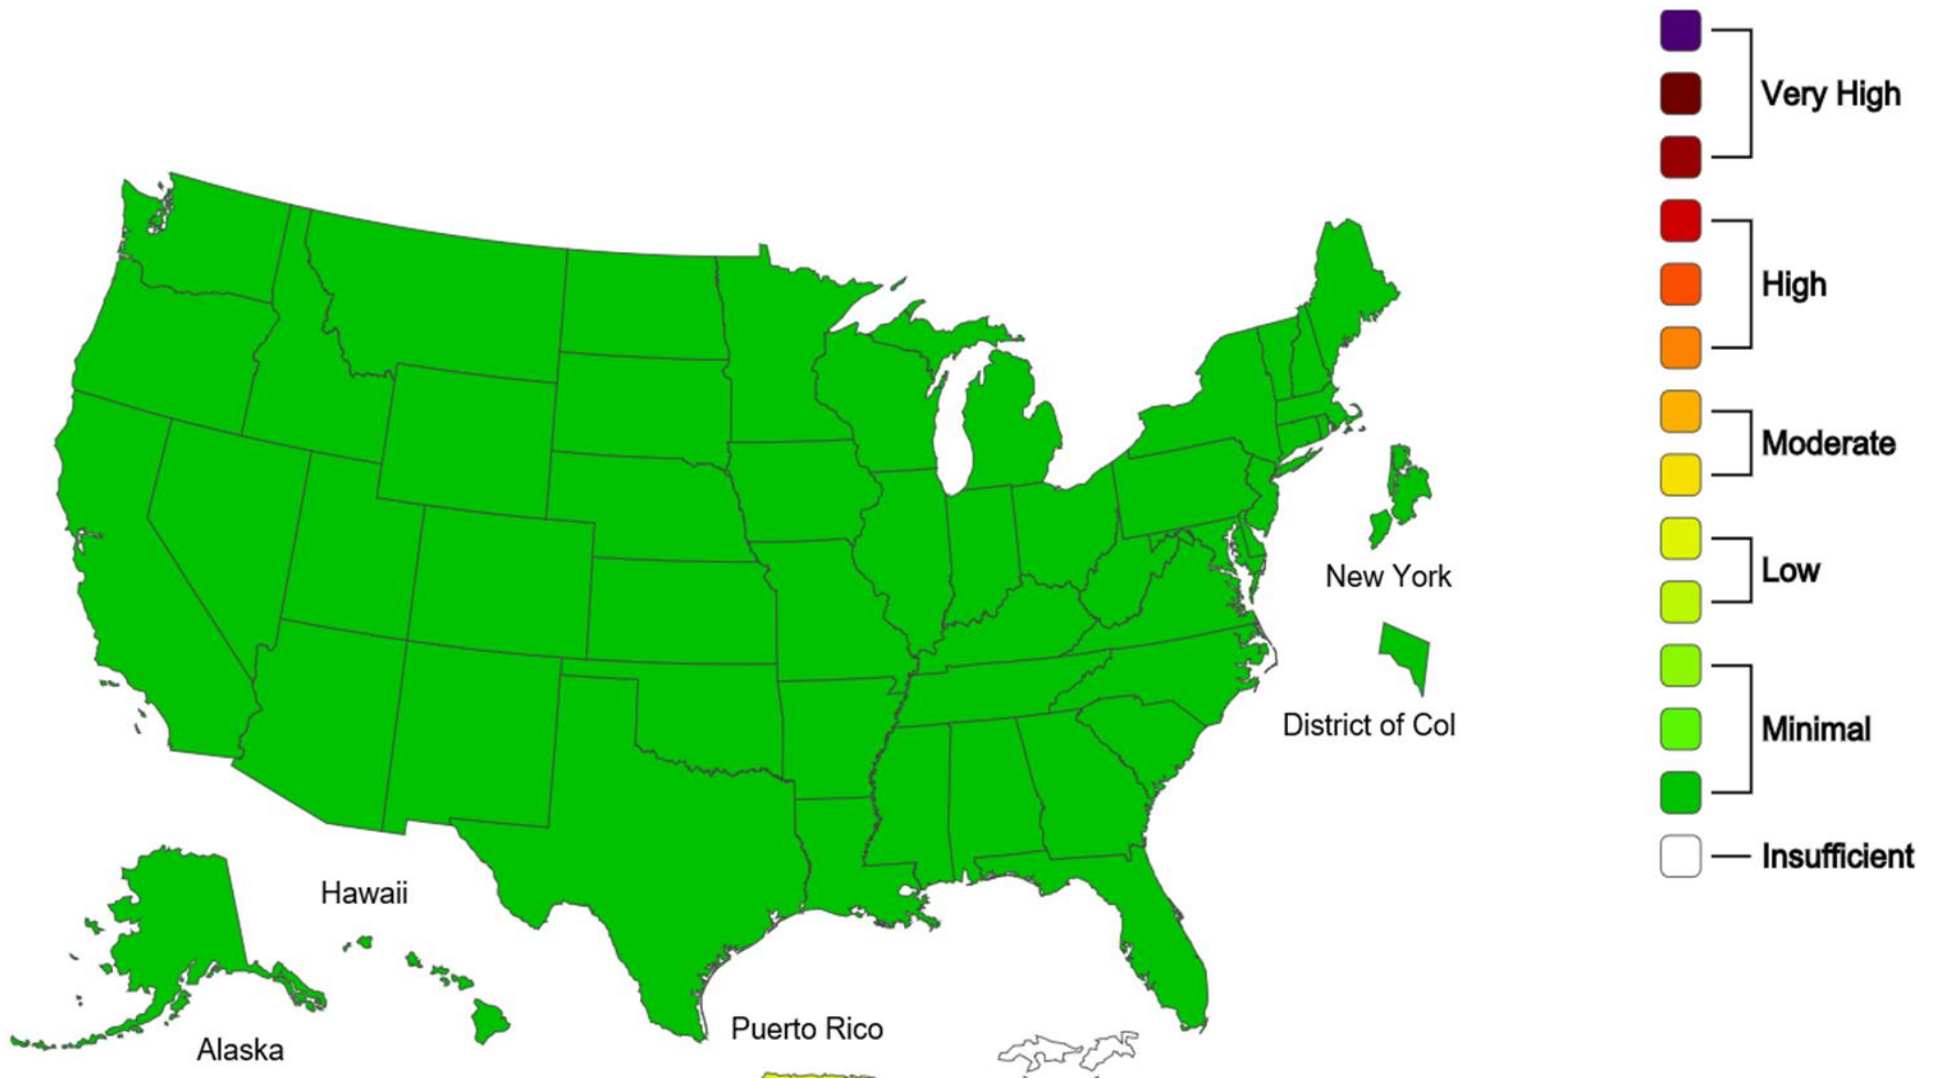 Very High
High
Moderate
Low
Minimal
Insufficient
New York
District of Col
Hawaii
Alaska
Puerto Rico